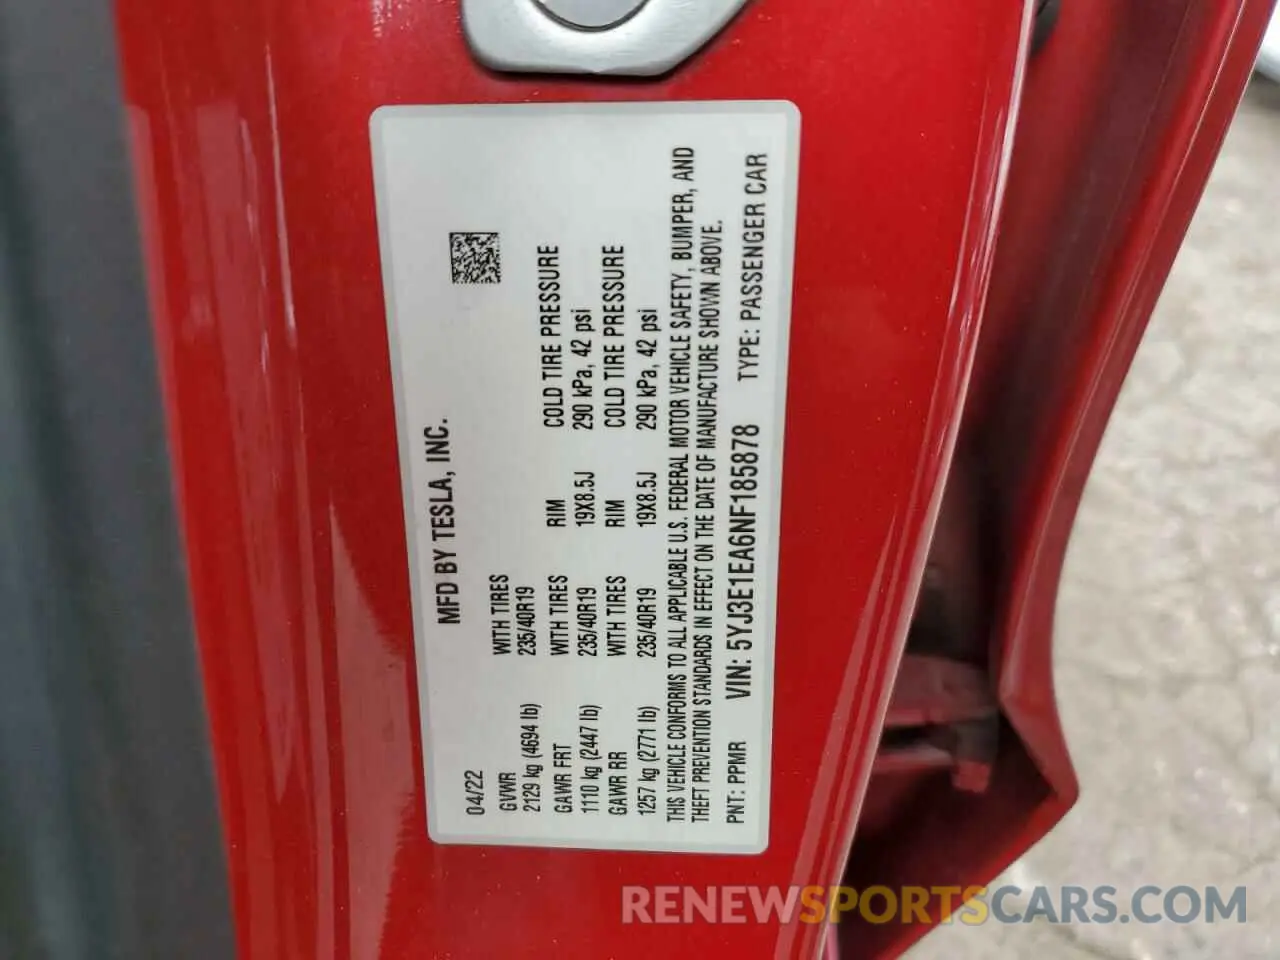 MFD BY TESLA, INC.
04/22
GVWR WITH TIRES
2129 kg (4694 lb) 235/40R19
GAWR FRT WITH TIRES RIM COLD TIRE PRESSURE
1110 kg (2447 lb) 235/40R19 19X8.5J 290 kPa, 42 psi
GAWR RR WITH TIRES RIM COLD TIRE PRESSURE
1257 kg (2771 lb) 235/40R19 19X8.5J 290 kPa, 42 psi
THIS VEHICLE CONFORMS TO ALL APPLICABLE U.S. FEDERAL MOTOR VEHICLE SAFETY, BUMPER, AND
THEFT PREVENTION STANDARDS IN EFFECT ON THE DATE OF MANUFACTURE SHOWN ABOVE.
PNT: PPMR VIN: 5YJ3E1EA6NF185878 TYPE: PASSENGER CAR
RENEWSPORTSCARS.COM